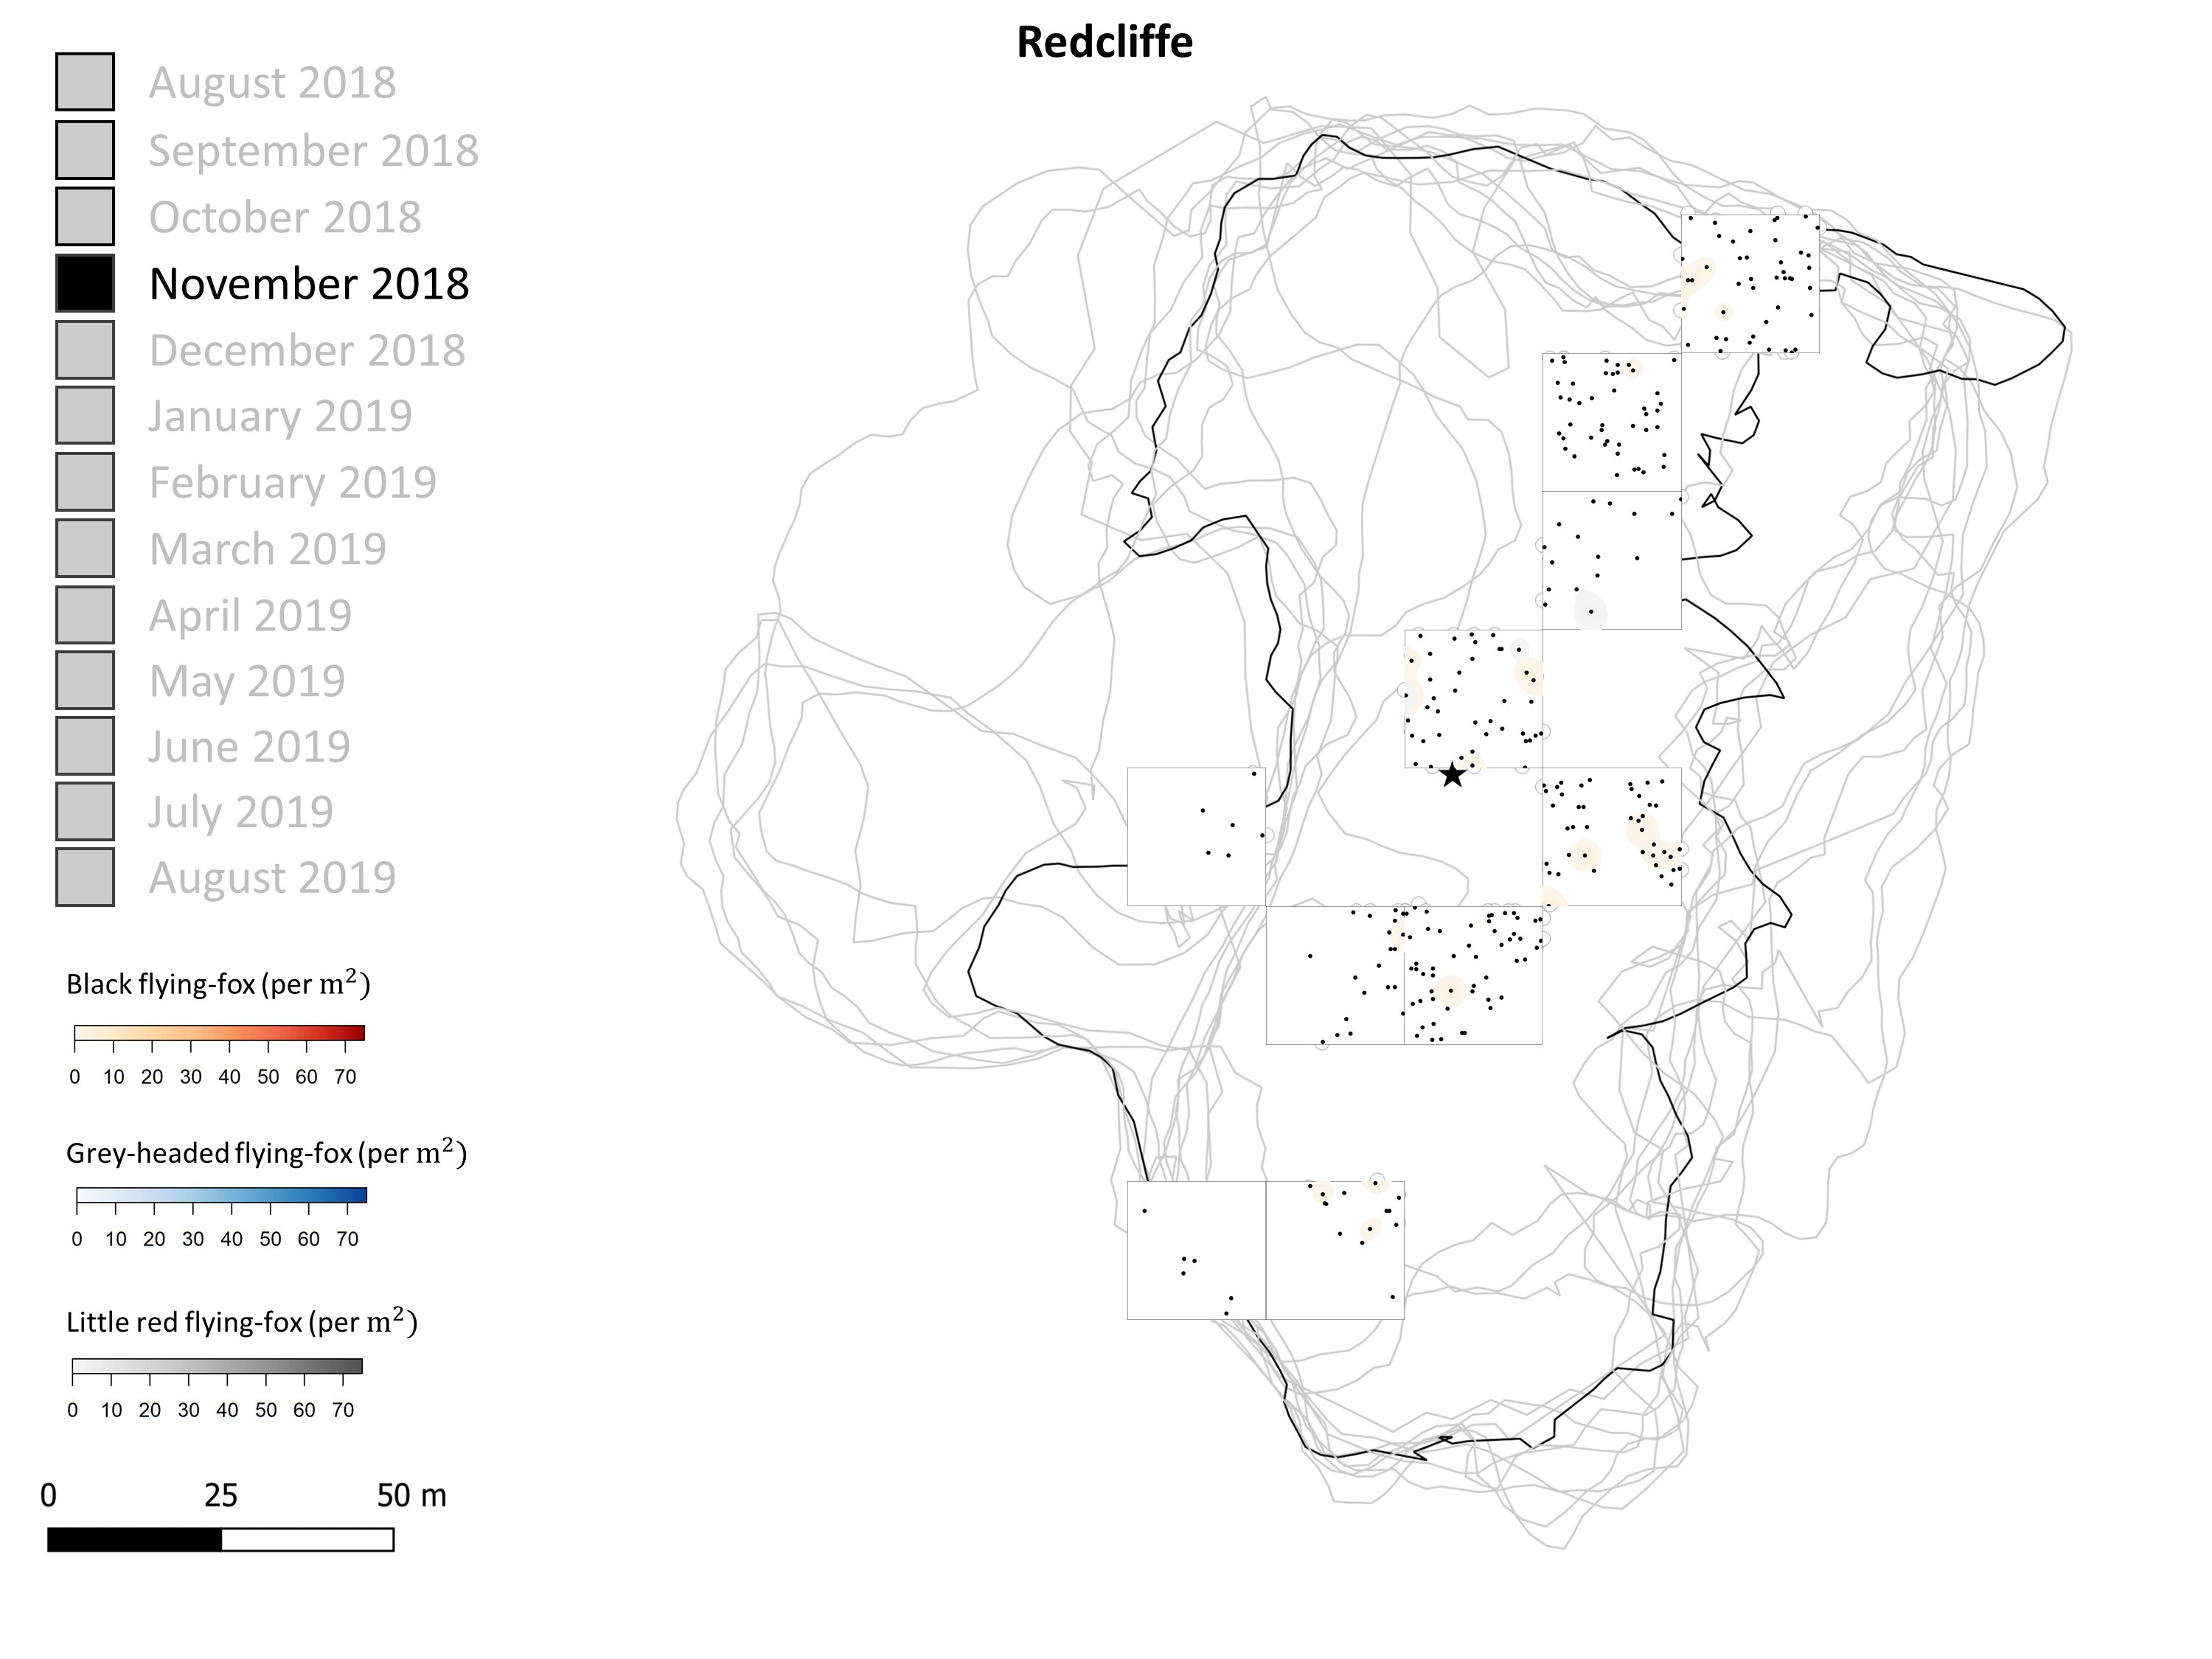 Redcliffe
August 2018
September 2018
October 2018
November 2018
December 2018
January 2019
February 2019
March 2019
April 2019
May 2019
June 2019
July 2019
August 2019
Black flying-fox (per m²)
0 10 20 30 40 50 60 70
Grey-headed flying-fox (per m²)
0 10 20 30 40 50 60 70
Little red flying-fox (per m²)
0 10 20 30 40 50 60 70
0 25 50 m